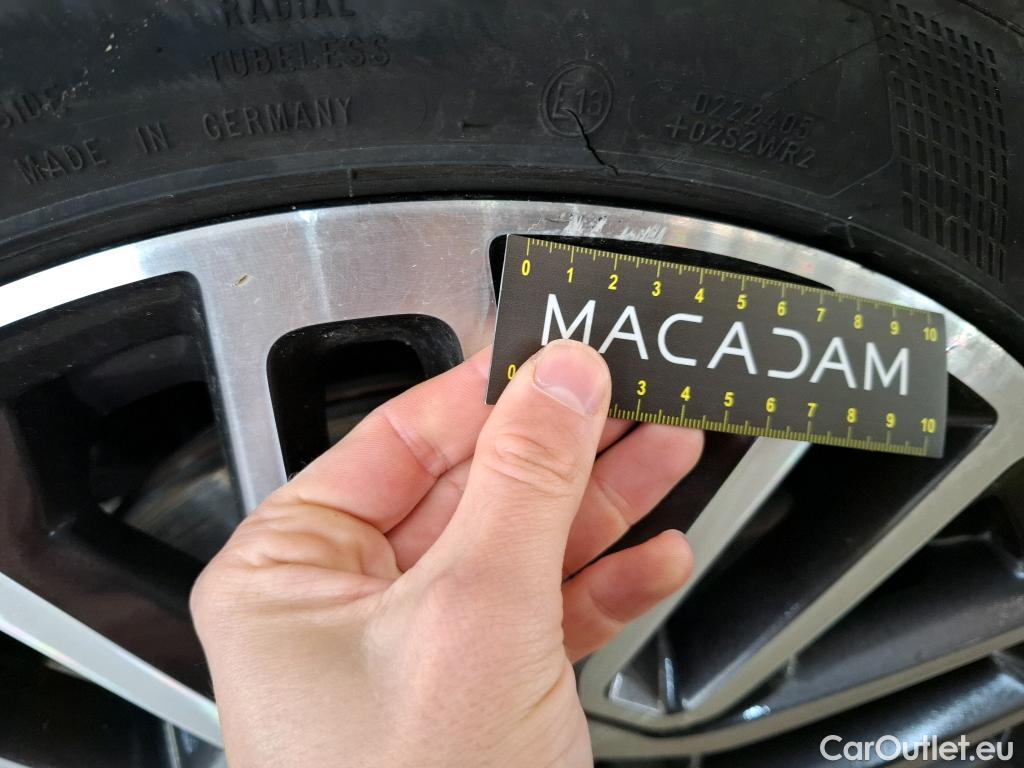 RADIAL
TUBELESS
SIDE
MADE IN GERMANY
E13
0222405
+02S2WR2
0 1 2 3 4 5 6 7 8 9 10
MACADAM
0 3 4 5 6 7 8 9 10
CarOutlet.eu